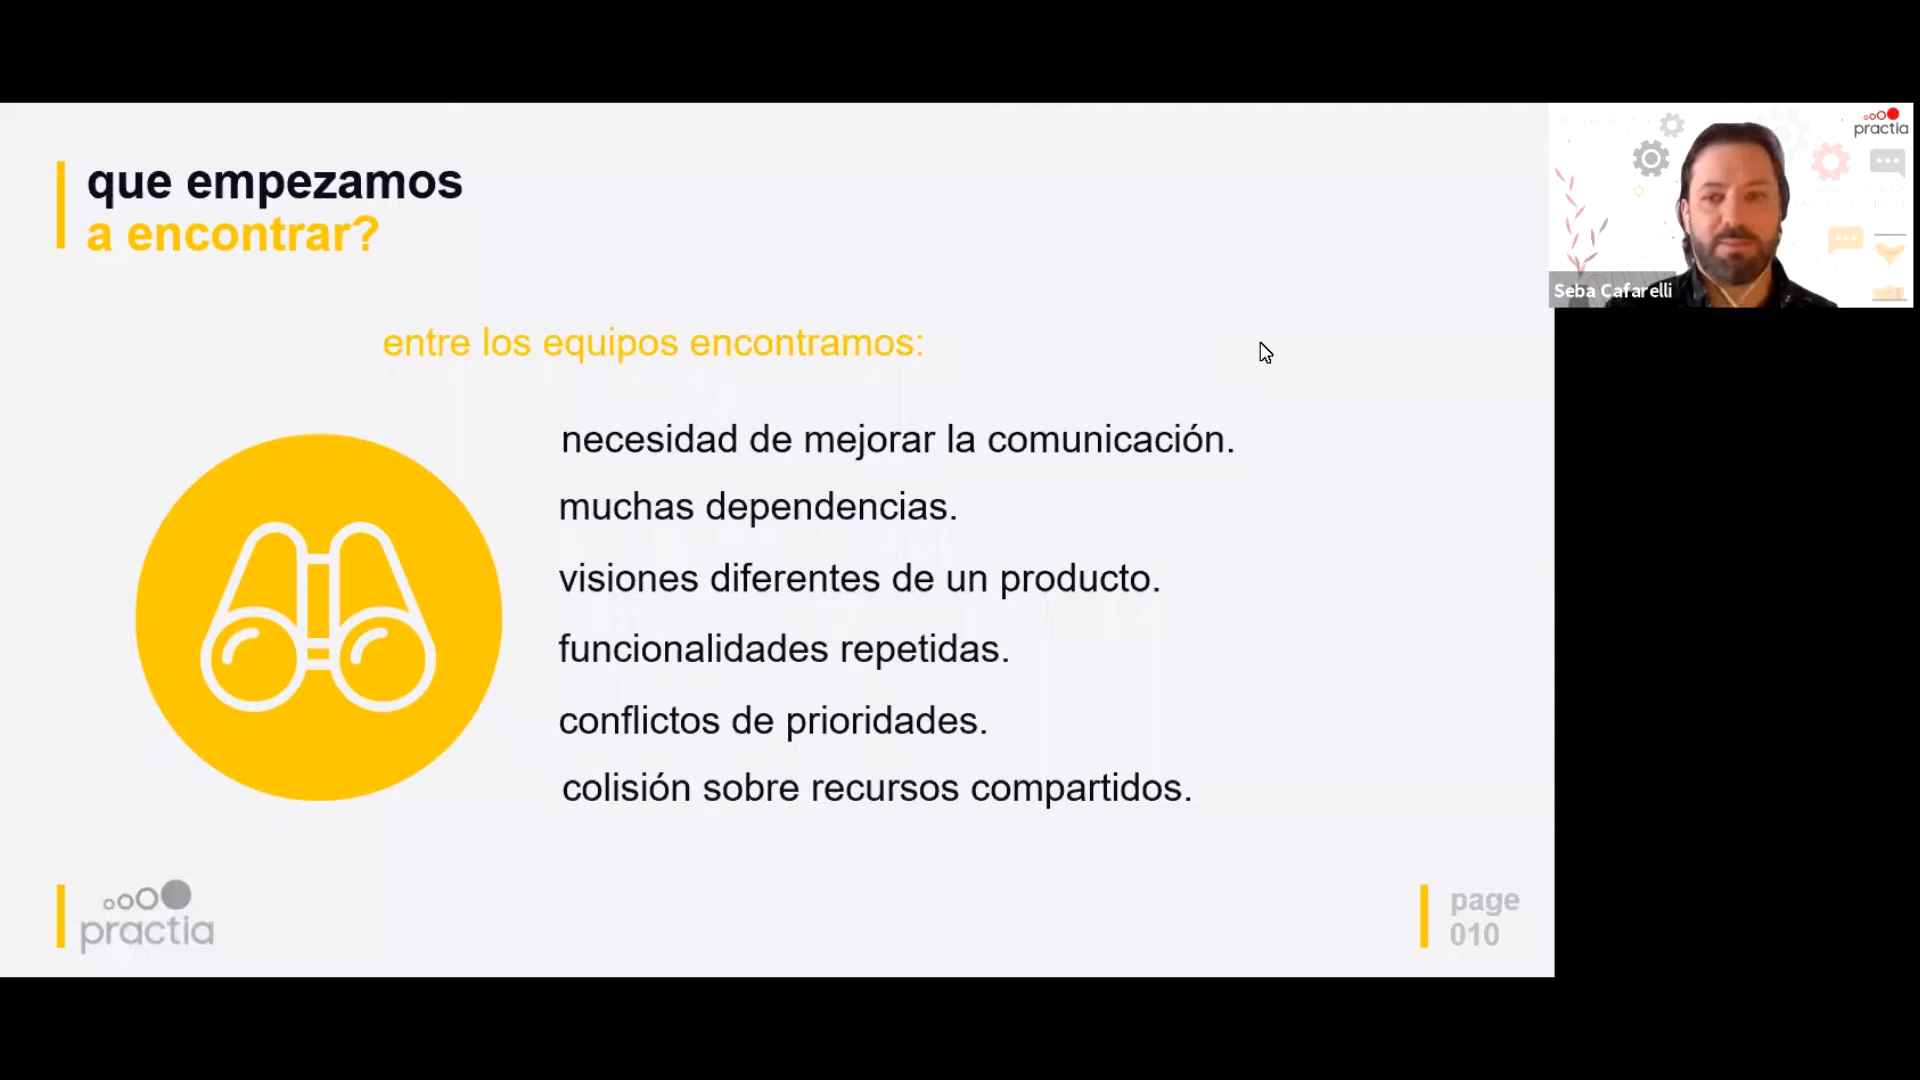 que empezamos
a encontrar?
entre los equipos encontramos:
necesidad de mejorar la comunicación.
muchas dependencias.
visiones diferentes de un producto.
funcionalidades repetidas.
conflictos de prioridades.
colisión sobre recursos compartidos.
practia
page
010
practia
Seba Cafarelli